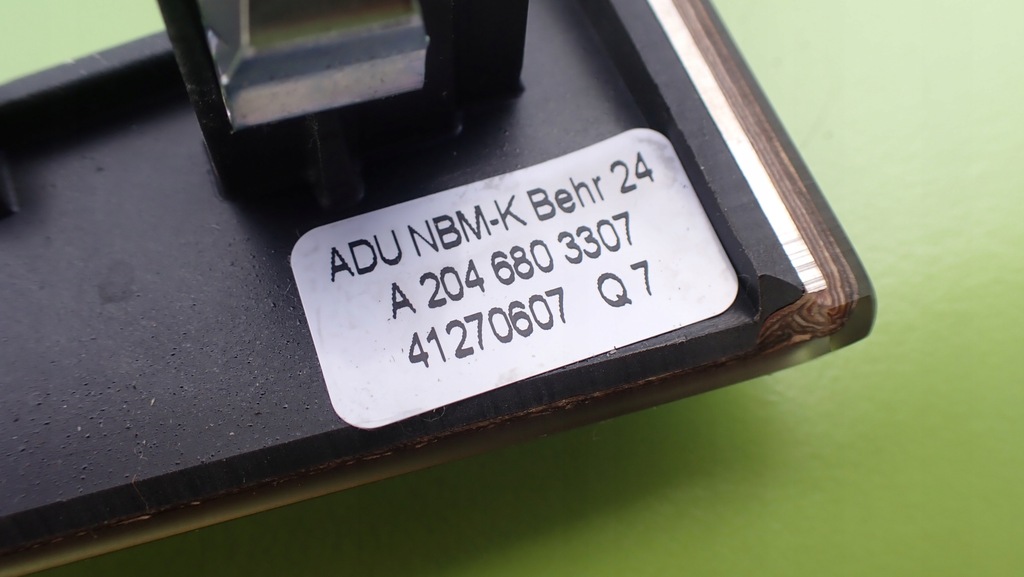 ADU NBM-K Behr 24
A 204 680 3307
41270607 Q 7